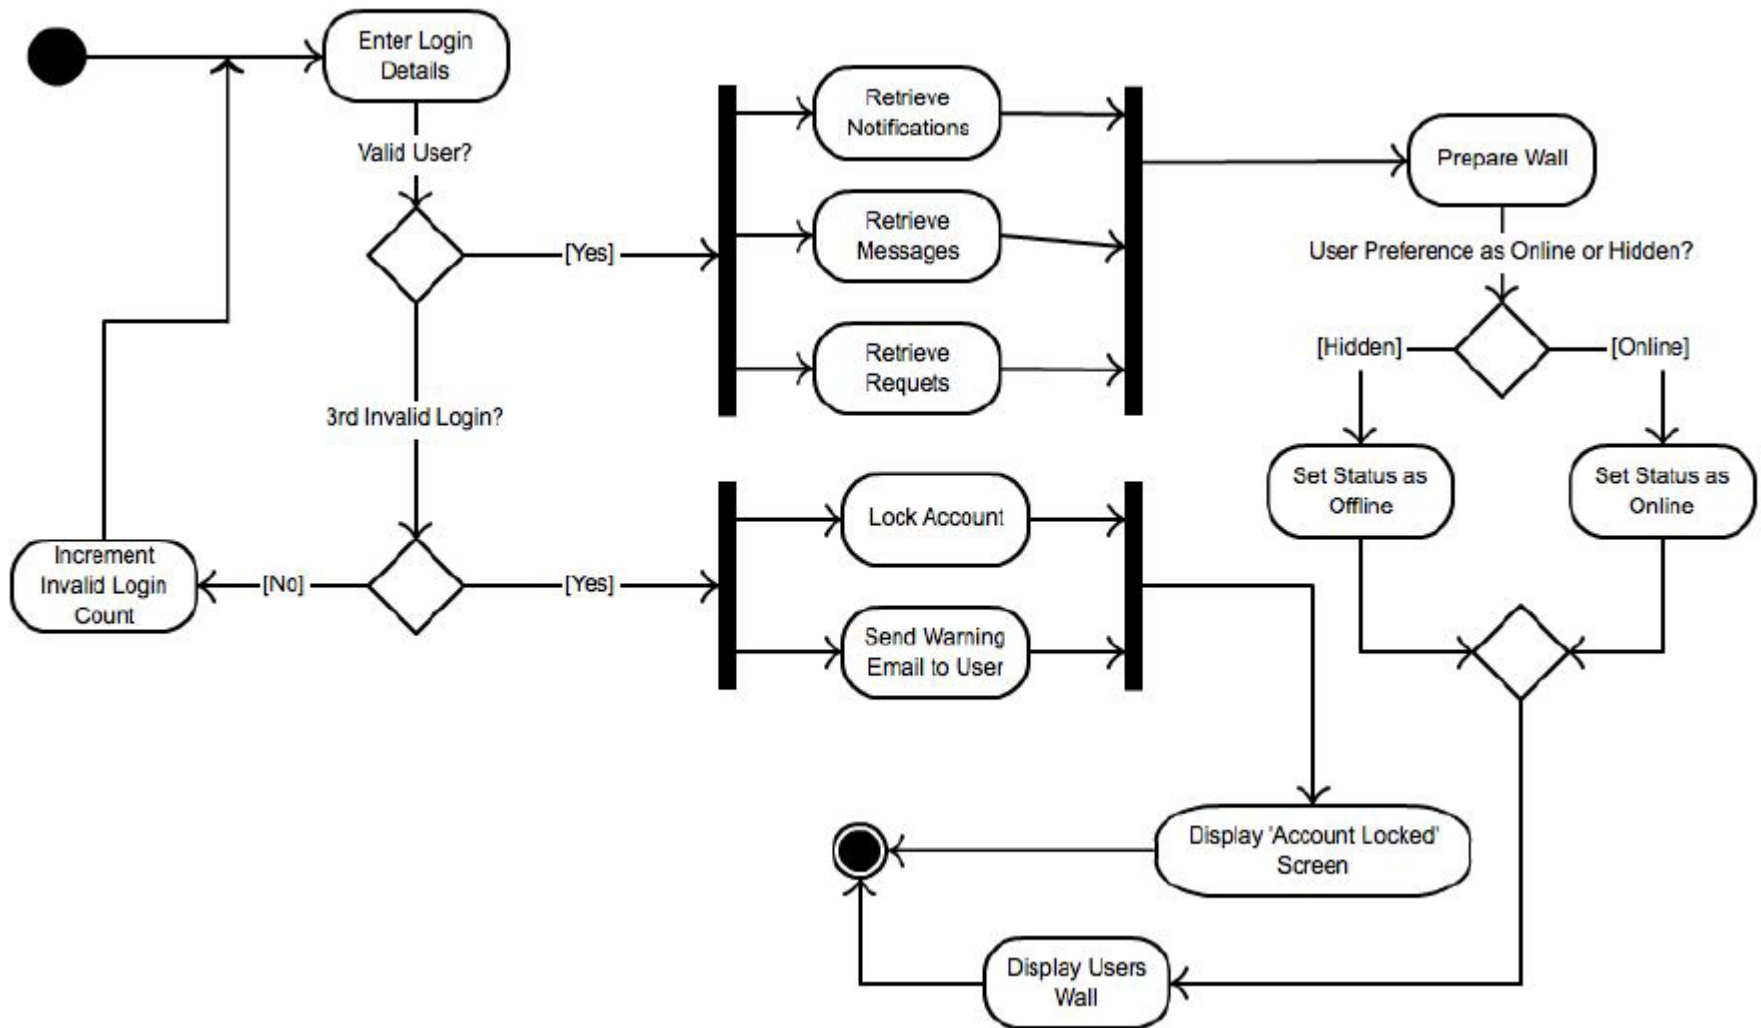 Enter Login
Details
Valid User?
[Yes]
Retrieve
Notifications
Retrieve
Messages
Retrieve
Requets
Prepare Wall
User Preference as Online or Hidden?
[Hidden]
[Online]
Set Status as
Offline
Set Status as
Online
3rd Invalid Login?
Increment
Invalid Login
Count
[No]
[Yes]
Lock Account
Send Warning
Email to User
Display 'Account Locked'
Screen
Display Users
Wall